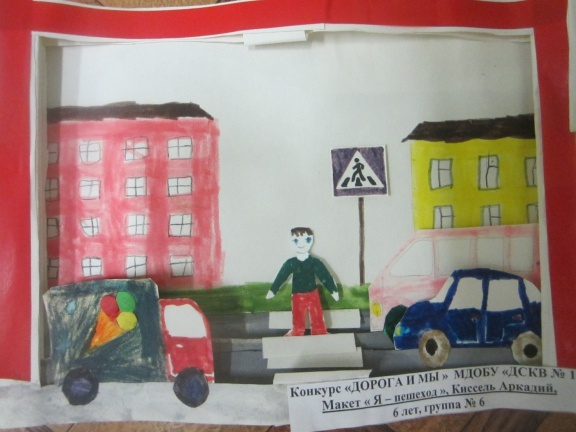 Конкурс «ДОРОГА И МЫ» МДОБУ «ДСКВ № 1
Макет « Я – пешеход», Киссель Аркадий,
6 лет, группа № 6